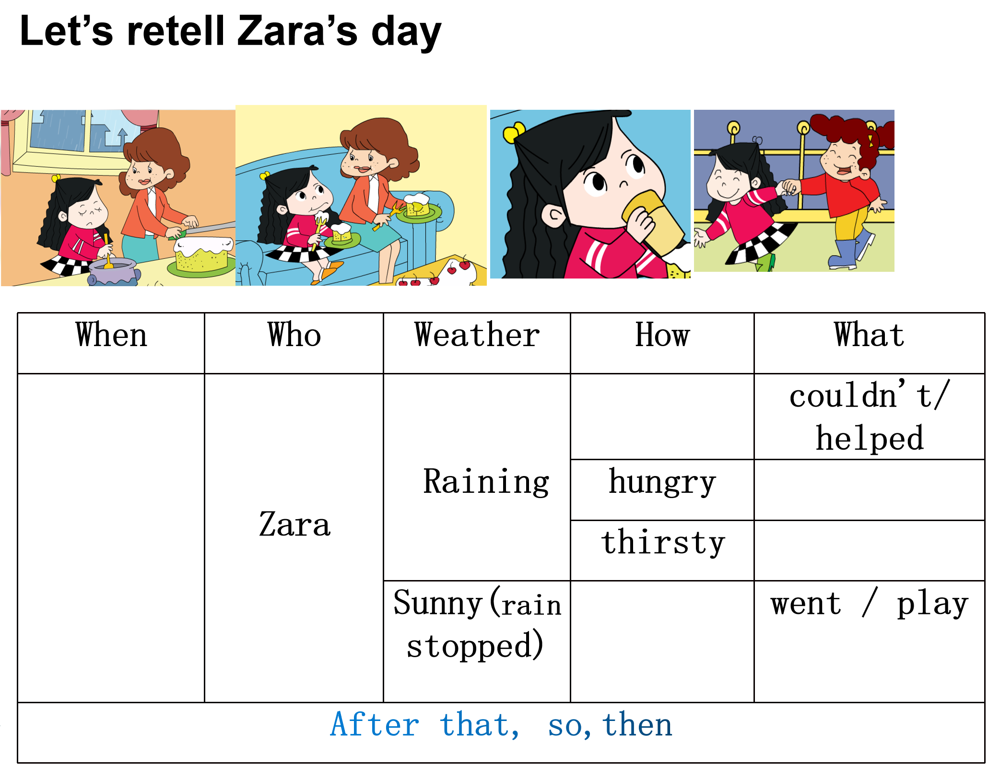 Let’s retell Zara’s day
When Who Weather How What
couldn’t/
helped
Raining hungry
Zara
thirsty
Sunny(rain went / play
stopped)
After that, so,then